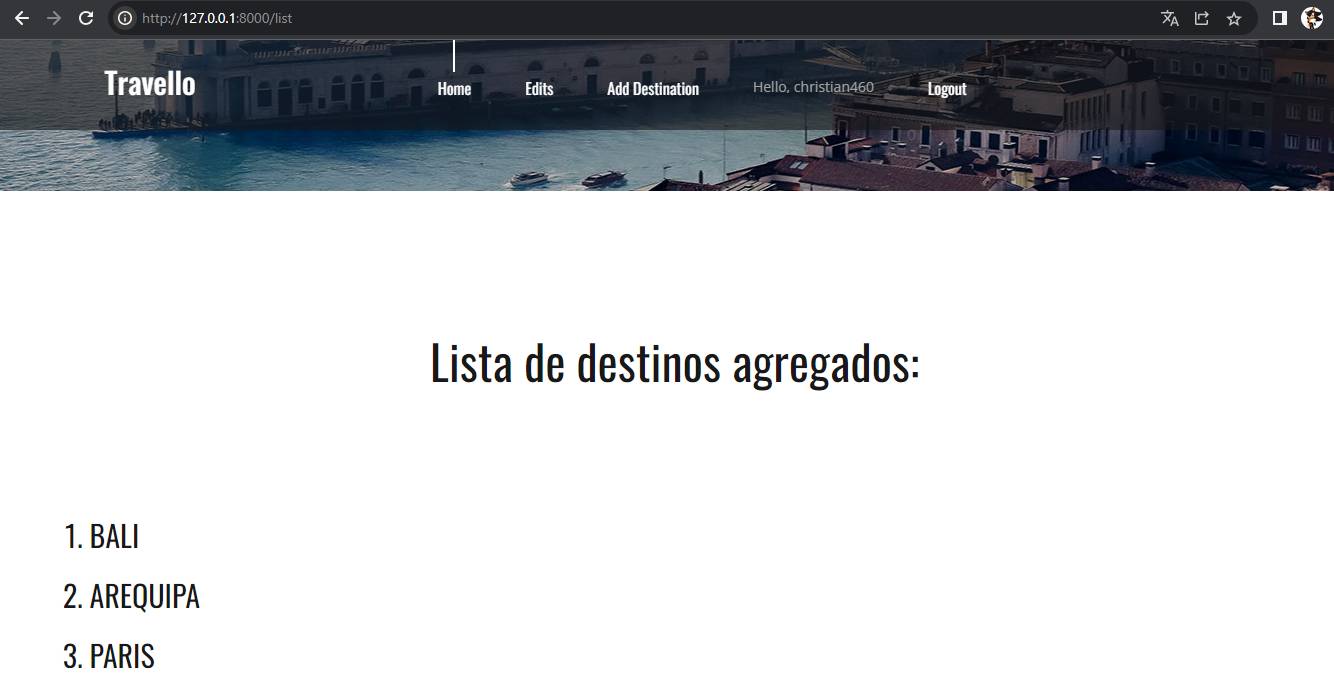 http://127.0.0.1:8000/list
Travello
Home Edits Add Destination Hello, christian460 Logout
Lista de destinos agregados:
1. BALI
2. AREQUIPA
3. PARIS